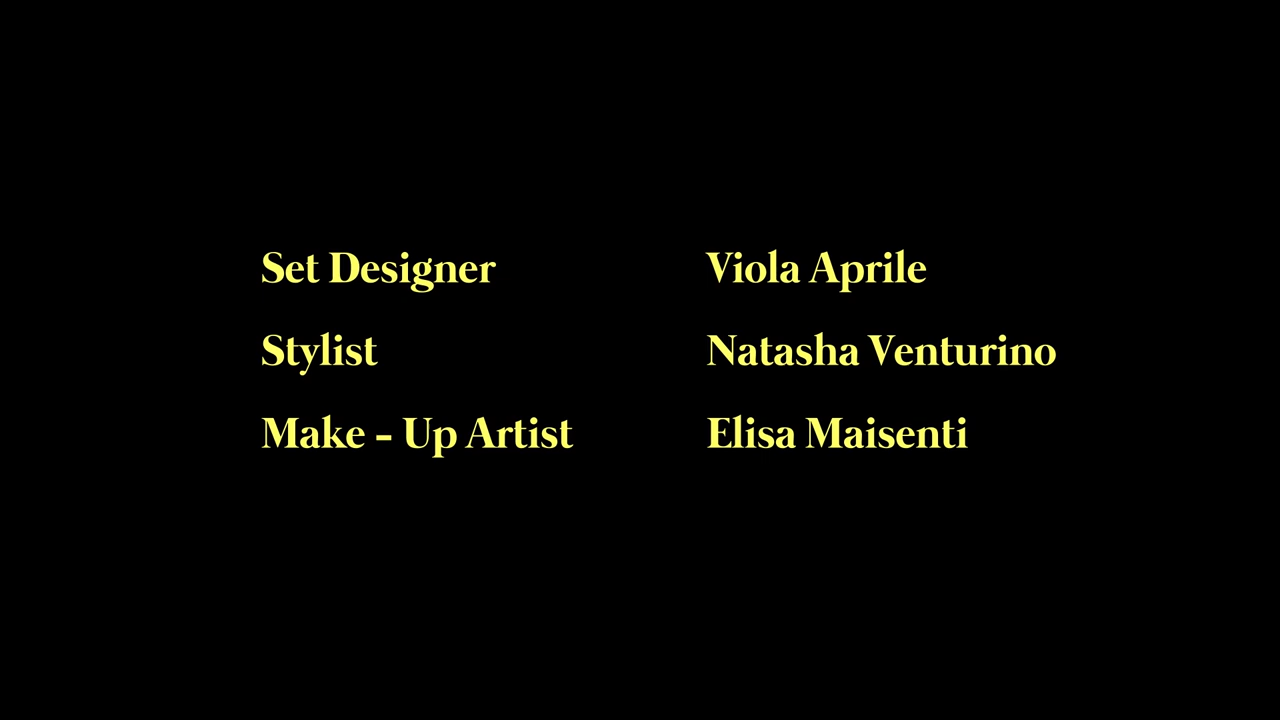 Set Designer Viola Aprile
Stylist Natasha Venturino
Make - Up Artist Elisa Maisenti